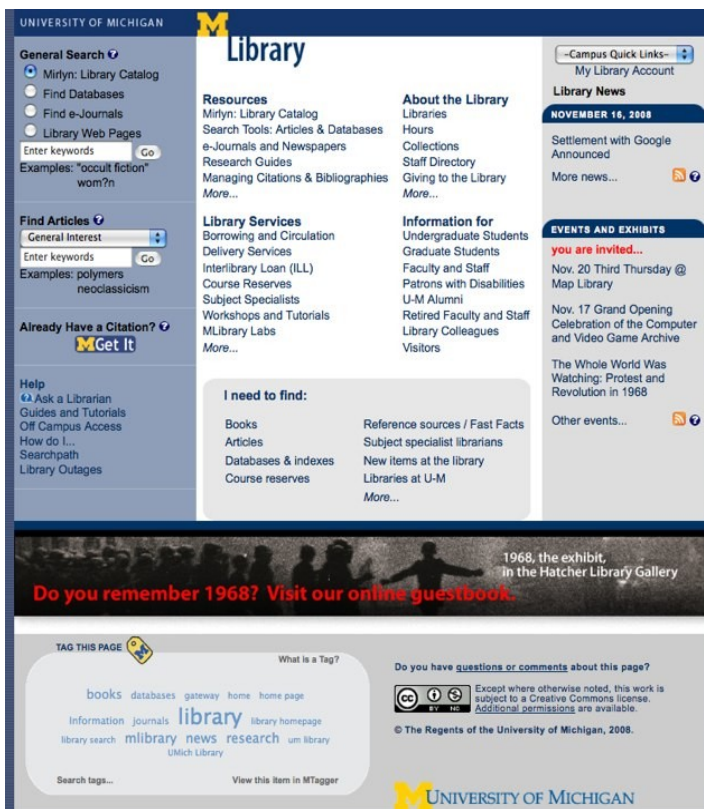 UNIVERSITY OF MICHIGAN
M
Library
General Search ?
Mirlyn: Library Catalog
Find Databases
Find e-Journals
Library Web Pages
Enter keywords Go
Examples: "occult fiction"
wom?n
Find Articles ?
General Interest
Enter keywords Go
Examples: polymers
neoclassicism
Already Have a Citation? ?
MGet It
Help
?Ask a Librarian
Guides and Tutorials
Off Campus Access
How do I...
Searchpath
Library Outages
Resources
Mirlyn: Library Catalog
Search Tools: Articles & Databases
e-Journals and Newspapers
Research Guides
Managing Citations & Bibliographies
More...
About the Library
Libraries
Hours
Collections
Staff Directory
Giving to the Library
More...
Library Services
Borrowing and Circulation
Delivery Services
Interlibrary Loan (ILL)
Course Reserves
Subject Specialists
Workshops and Tutorials
MLibrary Labs
More...
Information for
Undergraduate Students
Graduate Students
Faculty and Staff
Patrons with Disabilities
U-M Alumni
Retired Faculty and Staff
Library Colleagues
Visitors
I need to find:
Books
Articles
Databases & indexes
Course reserves
Reference sources / Fast Facts
Subject specialist librarians
New items at the library
Libraries at U-M
More...
-Campus Quick Links-
My Library Account
Library News
NOVEMBER 16, 2008
Settlement with Google
Announced
More news... ?
EVENTS AND EXHIBITS
you are invited...
Nov. 20 Third Thursday @
Map Library
Nov. 17 Grand Opening
Celebration of the Computer
and Video Game Archive
The Whole World Was
Watching: Protest and
Revolution in 1968
Other events... ?
1968, the exhibit,
in the Hatcher Library Gallery
Do you remember 1968? Visit our online guestbook.
TAG THIS PAGE M
What is a Tag?
books databases gateway home home page
Information journals library library homepage
library search mlibrary news research um library
UMich Library
Search tags... View this item in MTagger
Do you have questions or comments about this page?
cc BY NC
Except where otherwise noted, this work is
subject to a Creative Commons license.
Additional permissions are available.
© The Regents of the University of Michigan, 2008.
M UNIVERSITY OF MICHIGAN